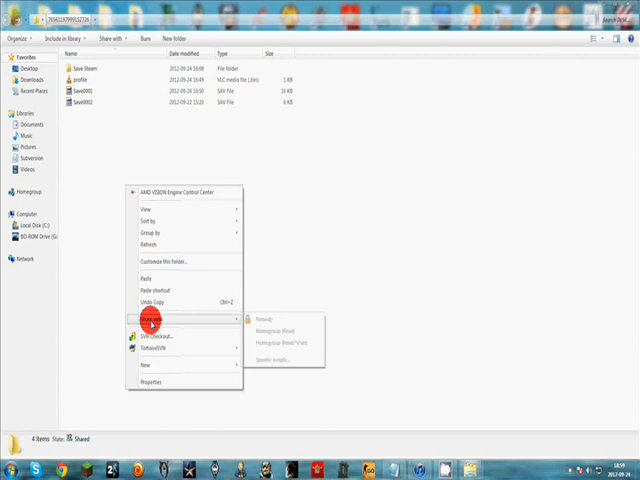 Search 76
Organize
Include in library
Share with
Burn
New folder
Name
Date modified
Type
Size
Favorites
Desktop
Downloads
Recent Places
Libraries
Documents
Music
Pictures
Subversion
Videos
Homegroup
Computer
Local Disk (C:)
BD-ROM Drive (G:
Network
Save Steam 2012-09-24 16:08 File folder
profile 2012-09-24 16:49 VLC media file (.bin) 1 KB
Save0001 2012-09-24 16:50 SAV File 16 KB
Save0002 2012-09-22 15:20 SAV File 6 KB
AMD VISION Engine Control Center
View
Sort by
Group by
Refresh
Customize this folder...
Paste
Paste shortcut
Undo Copy Ctrl+Z
Share with
SVN Checkout...
TortoiseSVN
New
Properties
Nobody
Homegroup (Read)
Homegroup (Read/Write)
Specific people...
4 items State: Shared
18:59
2012-09-24